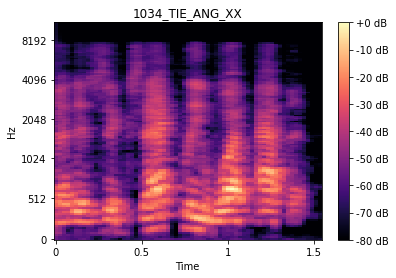 1034_TIE_ANG_XX
8192
4096
2048
1024
512
0
Hz
0
0.5
1
1.5
Time
+0 dB
-10 dB
-20 dB
-30 dB
-40 dB
-50 dB
-60 dB
-70 dB
-80 dB